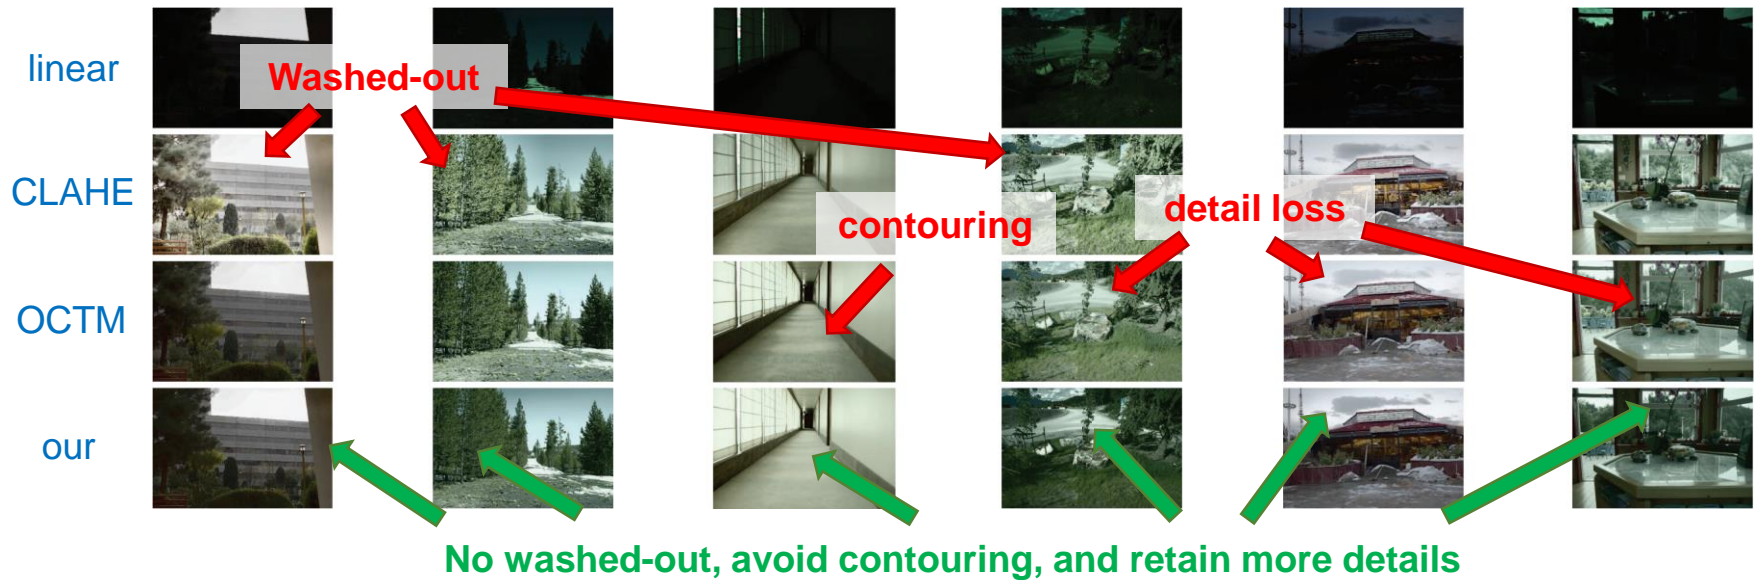 linear
Washed-out
CLAHE
contouring
detail loss
OCTM
our
No washed-out, avoid contouring, and retain more details